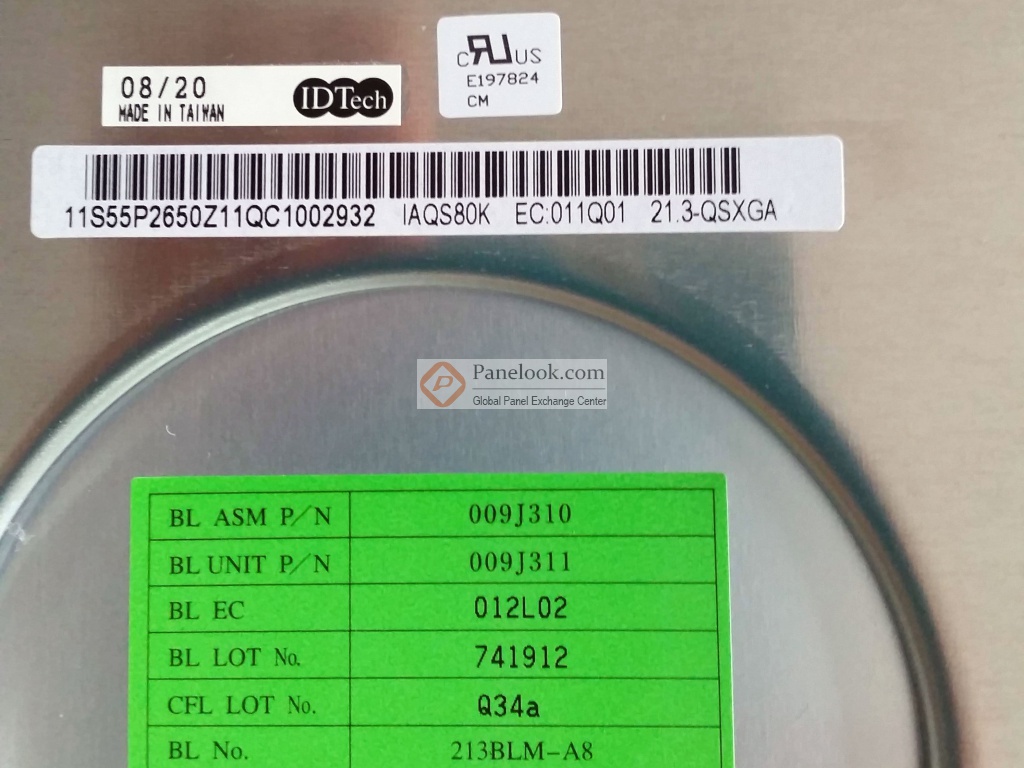 CRUUS
E197824
CM
08/20
MADE IN TAIWAN
IDTech
11S55P2650Z11QC1002932 IAQS80K EC:011Q01 21.3-QSXGA
P Panelook.com
Global Panel Exchange Center
BL ASM P/N 009J310
BL UNIT P/N 009J311
BL EC 012L02
BL LOT No. 741912
CFL LOT No. Q34a
BL No. 213BLM-A8